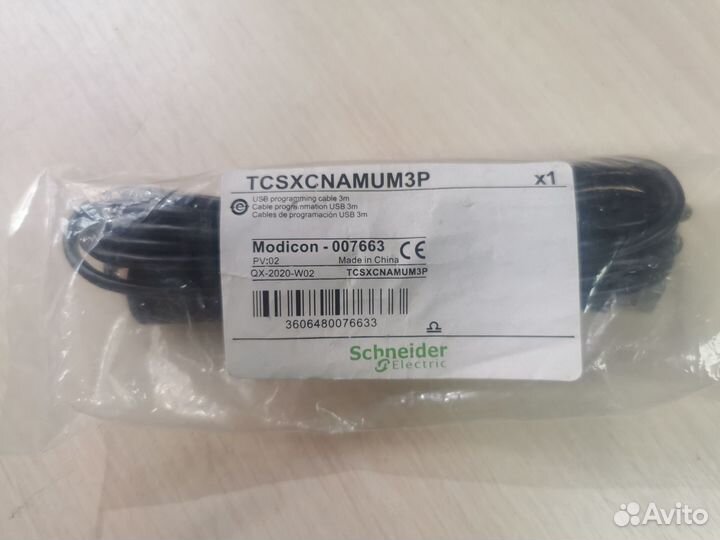 TCSXCNAMUM3P x1
USB programming cable 3m
Cable programmation USB 3m
Cables de programación USB 3m
Modicon - 007663 CE
PV:02 Made in China
QX-2020-W02 TCSXCNAMUM3P
3606480076633
Schneider
Electric
Avito